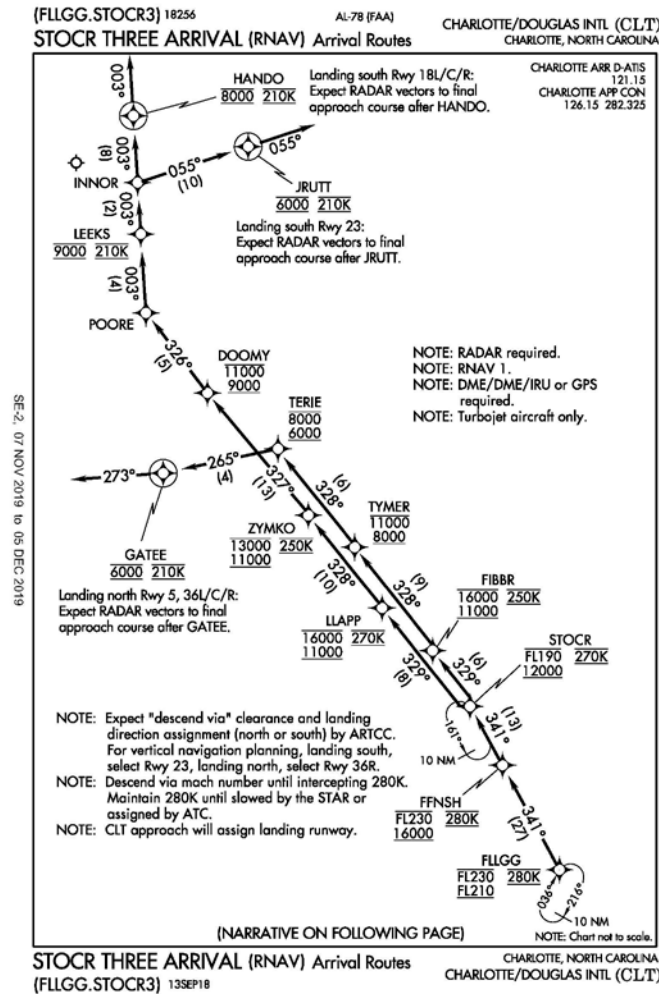 (FLLGG.STOCR3) 18256
AL-78 (FAA)
CHARLOTTE/DOUGLAS INTL (CLT)
STOCR THREE ARRIVAL (RNAV) Arrival Routes
CHARLOTTE, NORTH CAROLINA
CHARLOTTE ARR D-ATIS
121.15
CHARLOTTE APP CON
126.15 282.325
003°
HANDO
8000 210K
Landing south Rwy 18L/C/R:
Expect RADAR vectors to final
approach course after HANDO.
003°
(8)
INNOR
055°
(10)
055°
JRUTT
6000 210K
Landing south Rwy 23:
Expect RADAR vectors to final
approach course after JRUTT.
003°
(2)
LEEKS
9000 210K
003°
(4)
POORE
326°
(5)
DOOMY
11000
9000
NOTE: RADAR required.
NOTE: RNAV 1.
NOTE: DME/DME/IRU or GPS
required.
NOTE: Turbojet aircraft only.
TERIE
8000
6000
273°
265°
(4)
GATEE
6000 210K
Landing north Rwy 5, 36L/C/R:
Expect RADAR vectors to final
approach course after GATEE.
327°
(13)
(6)
328°
TYMER
11000
8000
ZYMKO
13000 250K
11000
328°
(10)
(9)
328°
FIBBR
16000 250K
11000
LLAPP
16000 270K
11000
329°
(8)
(6)
329°
STOCR
FL190 270K
12000
161°
10 NM
(13)
341°
FFNSH
FL230 280K
16000
341°
(27)
FLLGG
FL230 280K
FL210
036°
216°
10 NM
NOTE: Expect "descend via" clearance and landing
direction assignment (north or south) by ARTCC.
For vertical navigation planning, landing south,
select Rwy 23, landing north, select Rwy 36R.
NOTE: Descend via mach number until intercepting 280K.
Maintain 280K until slowed by the STAR or
assigned by ATC.
NOTE: CLT approach will assign landing runway.
(NARRATIVE ON FOLLOWING PAGE)
NOTE: Chart not to scale.
SE-2, 07 NOV 2019 to 05 DEC 2019
STOCR THREE ARRIVAL (RNAV) Arrival Routes
(FLLGG.STOCR3) 13SEP18
CHARLOTTE, NORTH CAROLINA
CHARLOTTE/DOUGLAS INTL (CLT)